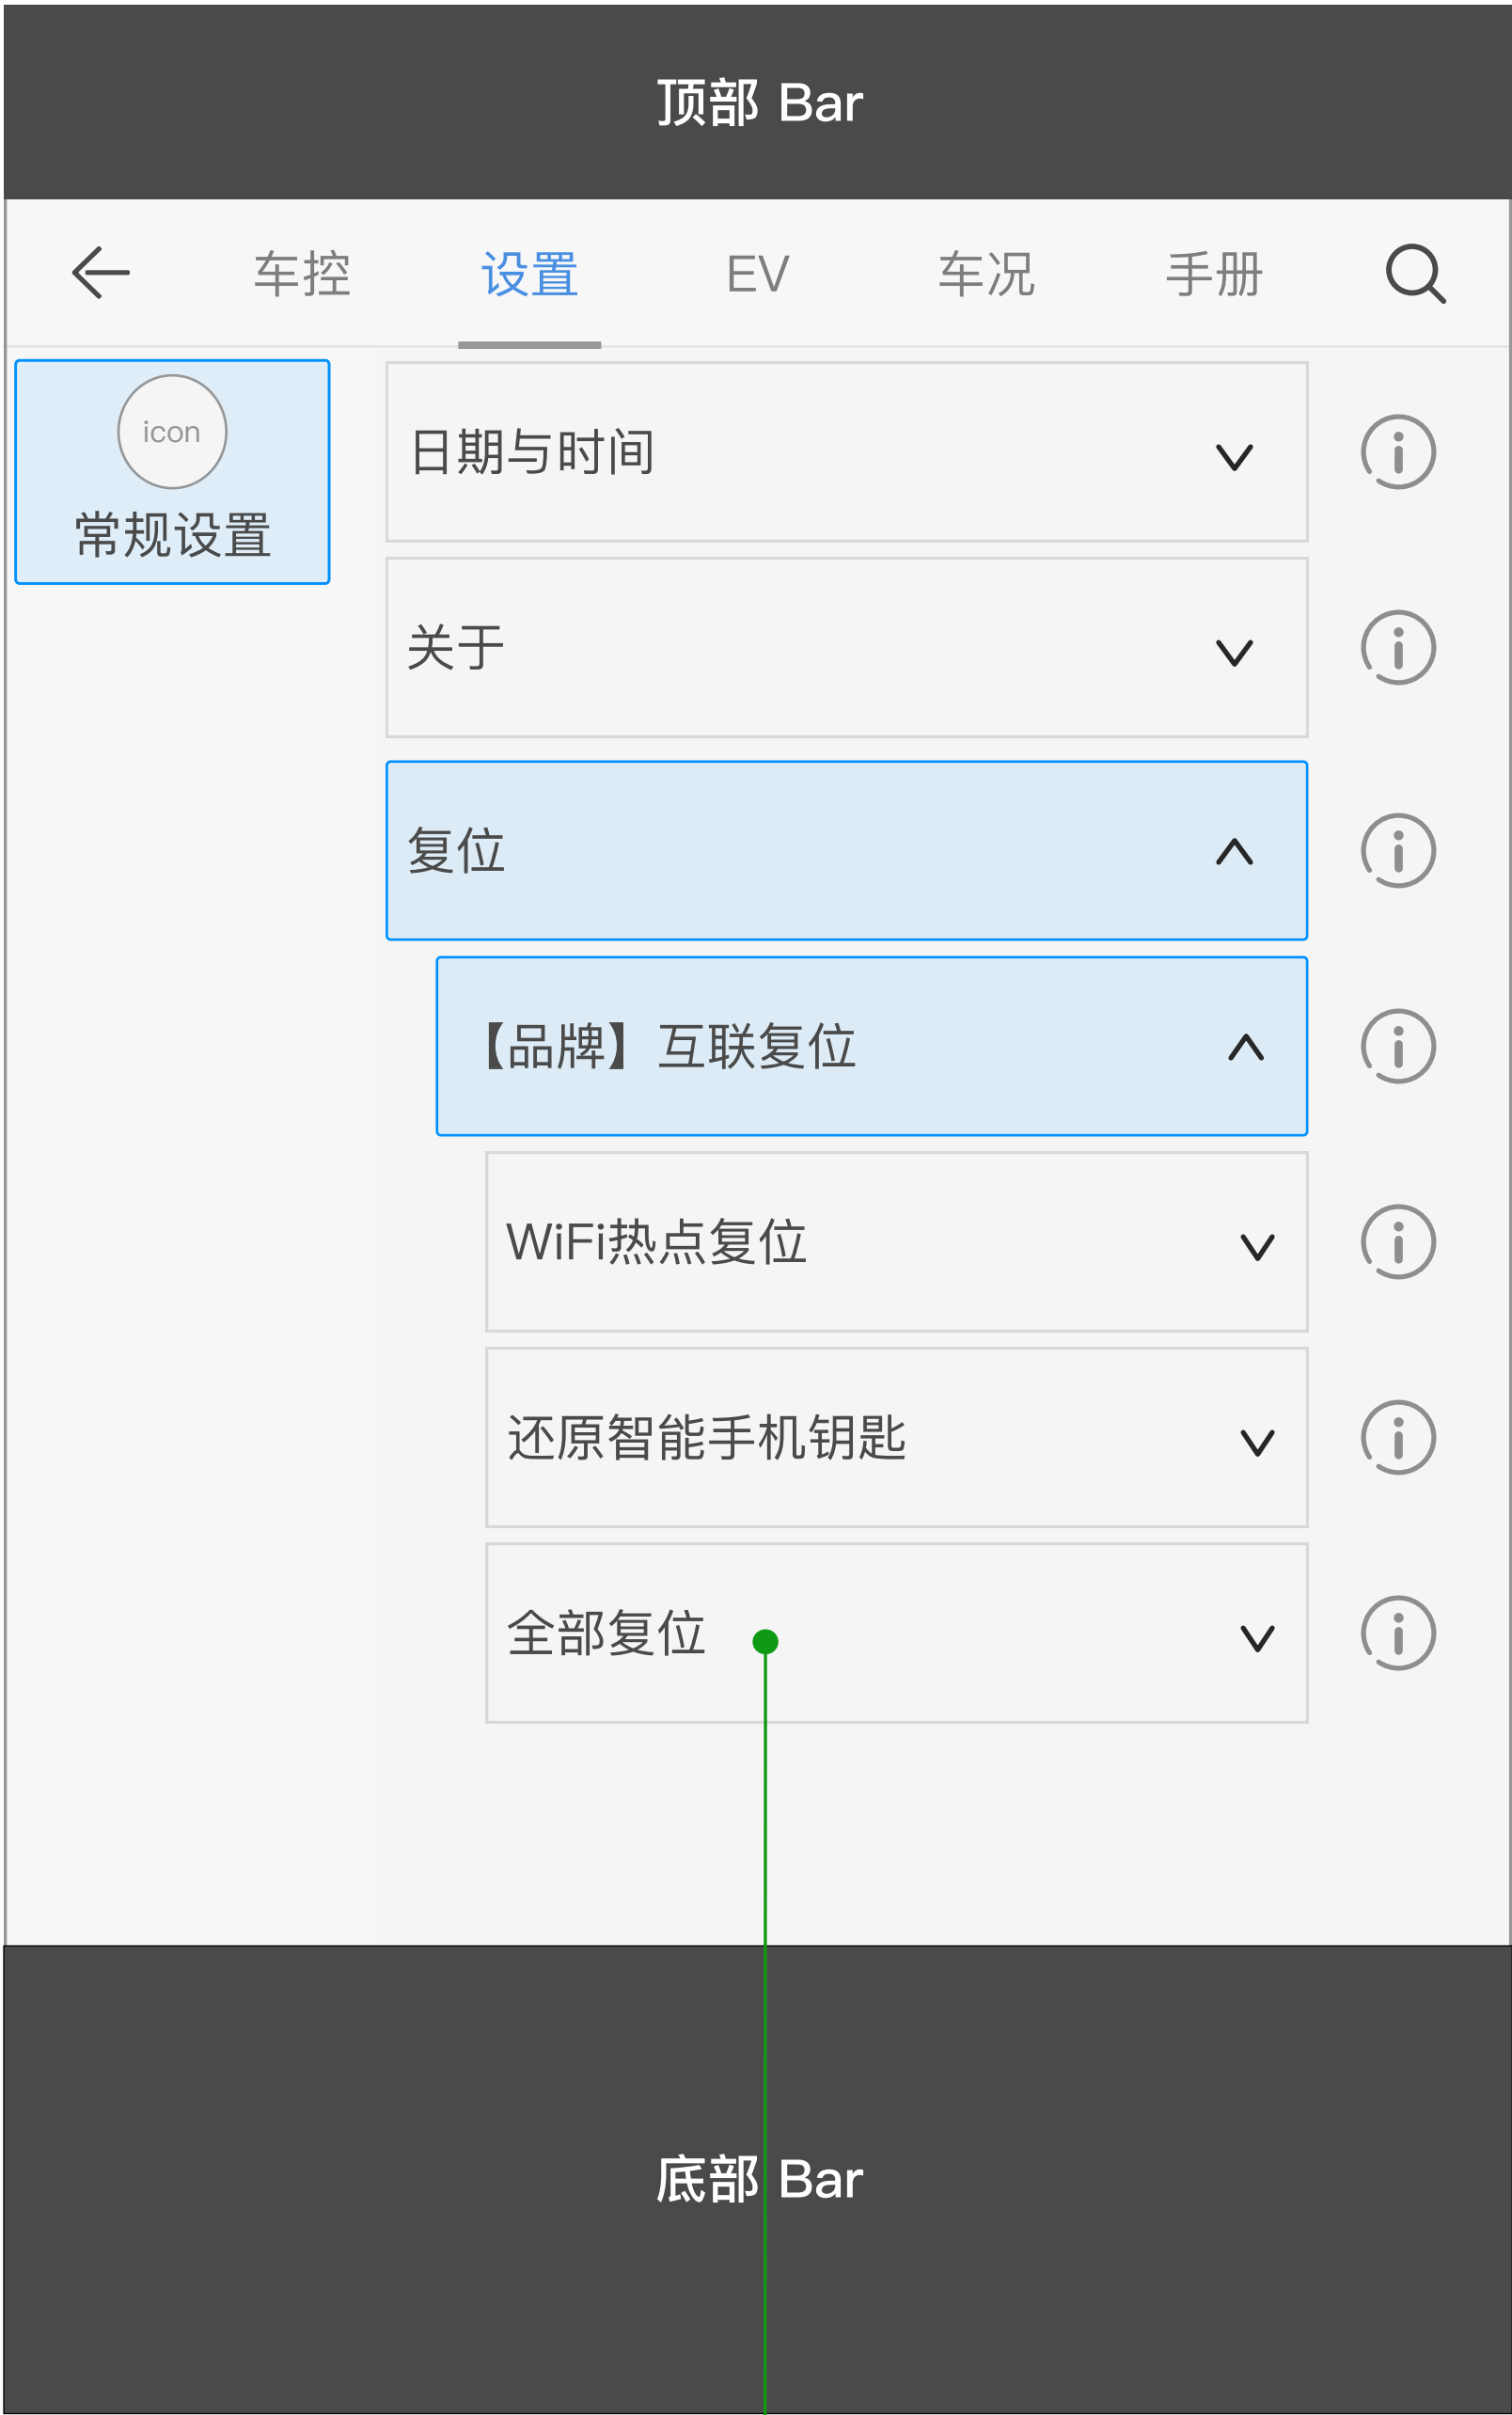 顶部 Bar
车控 设置 EV 车况 手册
icon
常规设置
日期与时间
关于
复位
【品牌】 互联复位
WiFi热点复位
还原智能手机钥匙
全部复位
底部 Bar